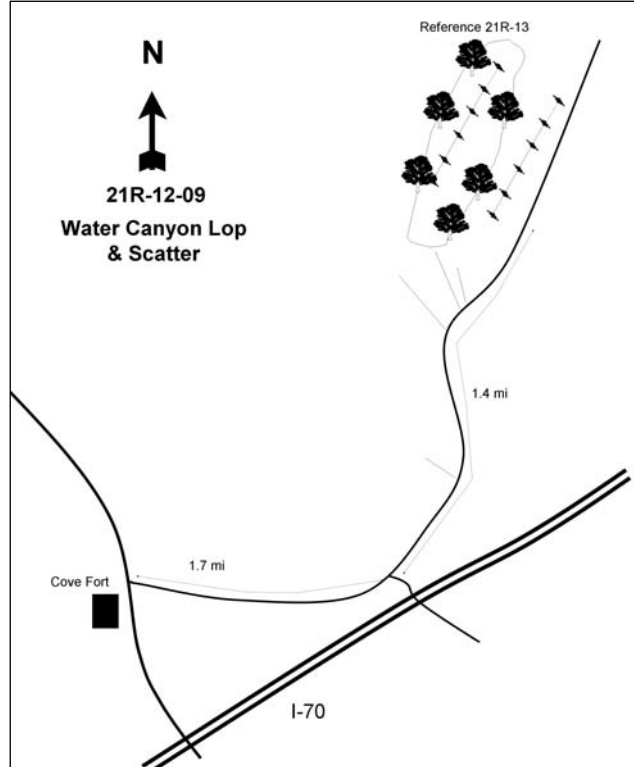 Reference 21R-13
N
21R-12-09
Water Canyon Lop
& Scatter
1.4 mi
1.7 mi
Cove Fort
I-70